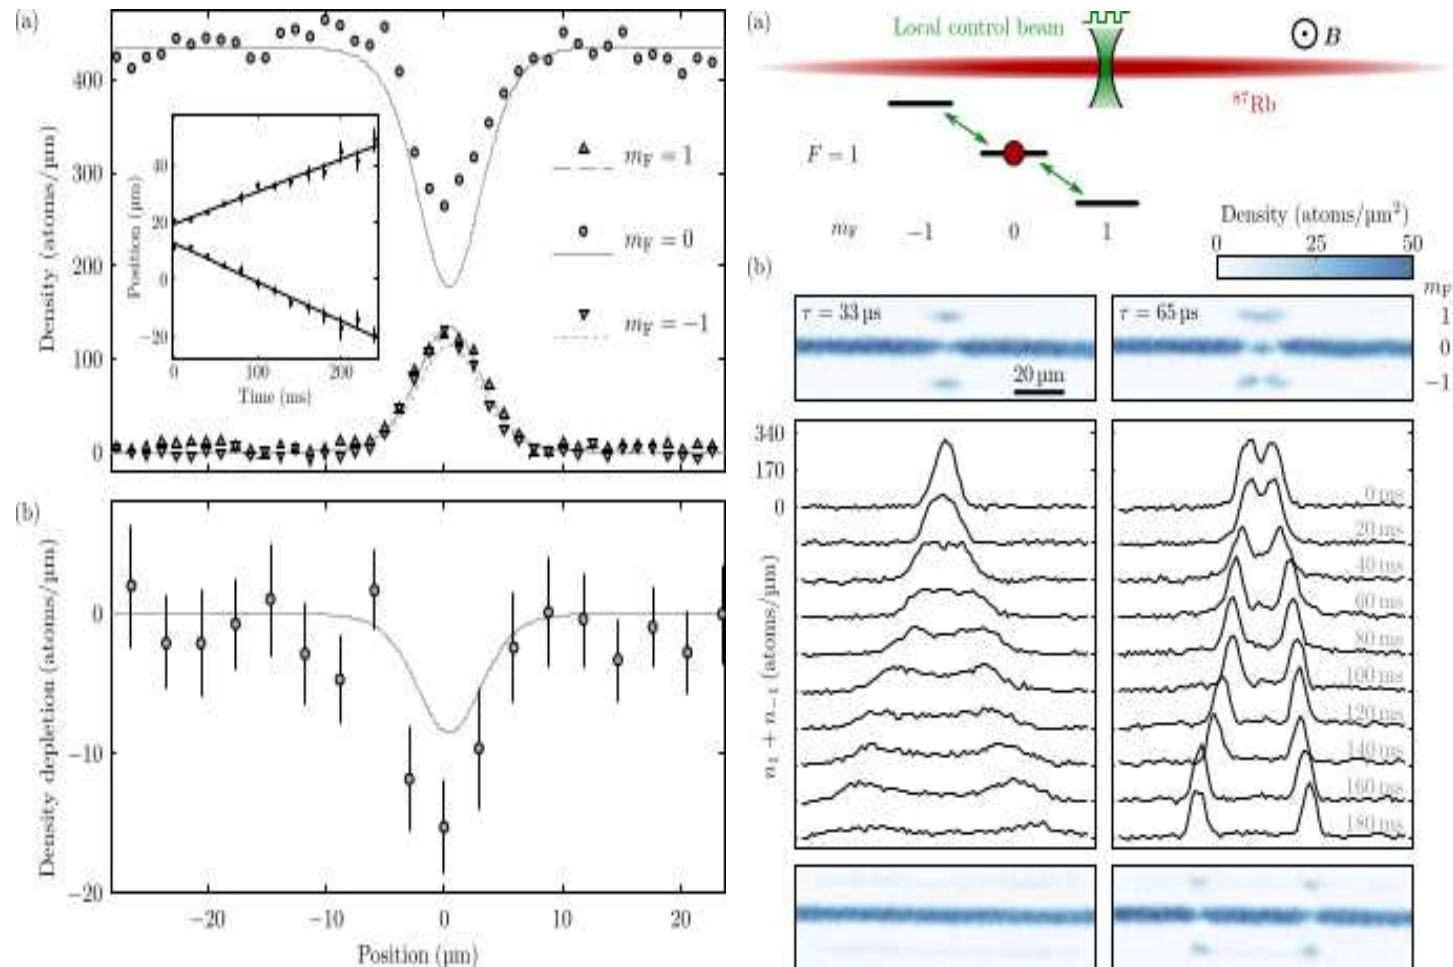 (a)
400
300
200
100
0
Density (atoms/µm)
m_F = 1
m_F = 0
m_F = −1
Position (µm)
40
20
0
−20
0 100 200
Time (ms)
(b)
0
−10
−20
Density depletion (atoms/µm)
−20 −10 0 10 20
Position (µm)
(a)
Local control beam
B
⁸⁷Rb
F = 1
m_F −1 0 1
Density (atoms/µm²)
0 25 50
(b)
m_F
τ = 33 µs
τ = 65 µs
1
0
−1
20 µm
340
170
0
n₁ + n₋₁ (atoms/µm)
0 ms
20 ms
40 ms
60 ms
80 ms
100 ms
120 ms
140 ms
160 ms
180 ms